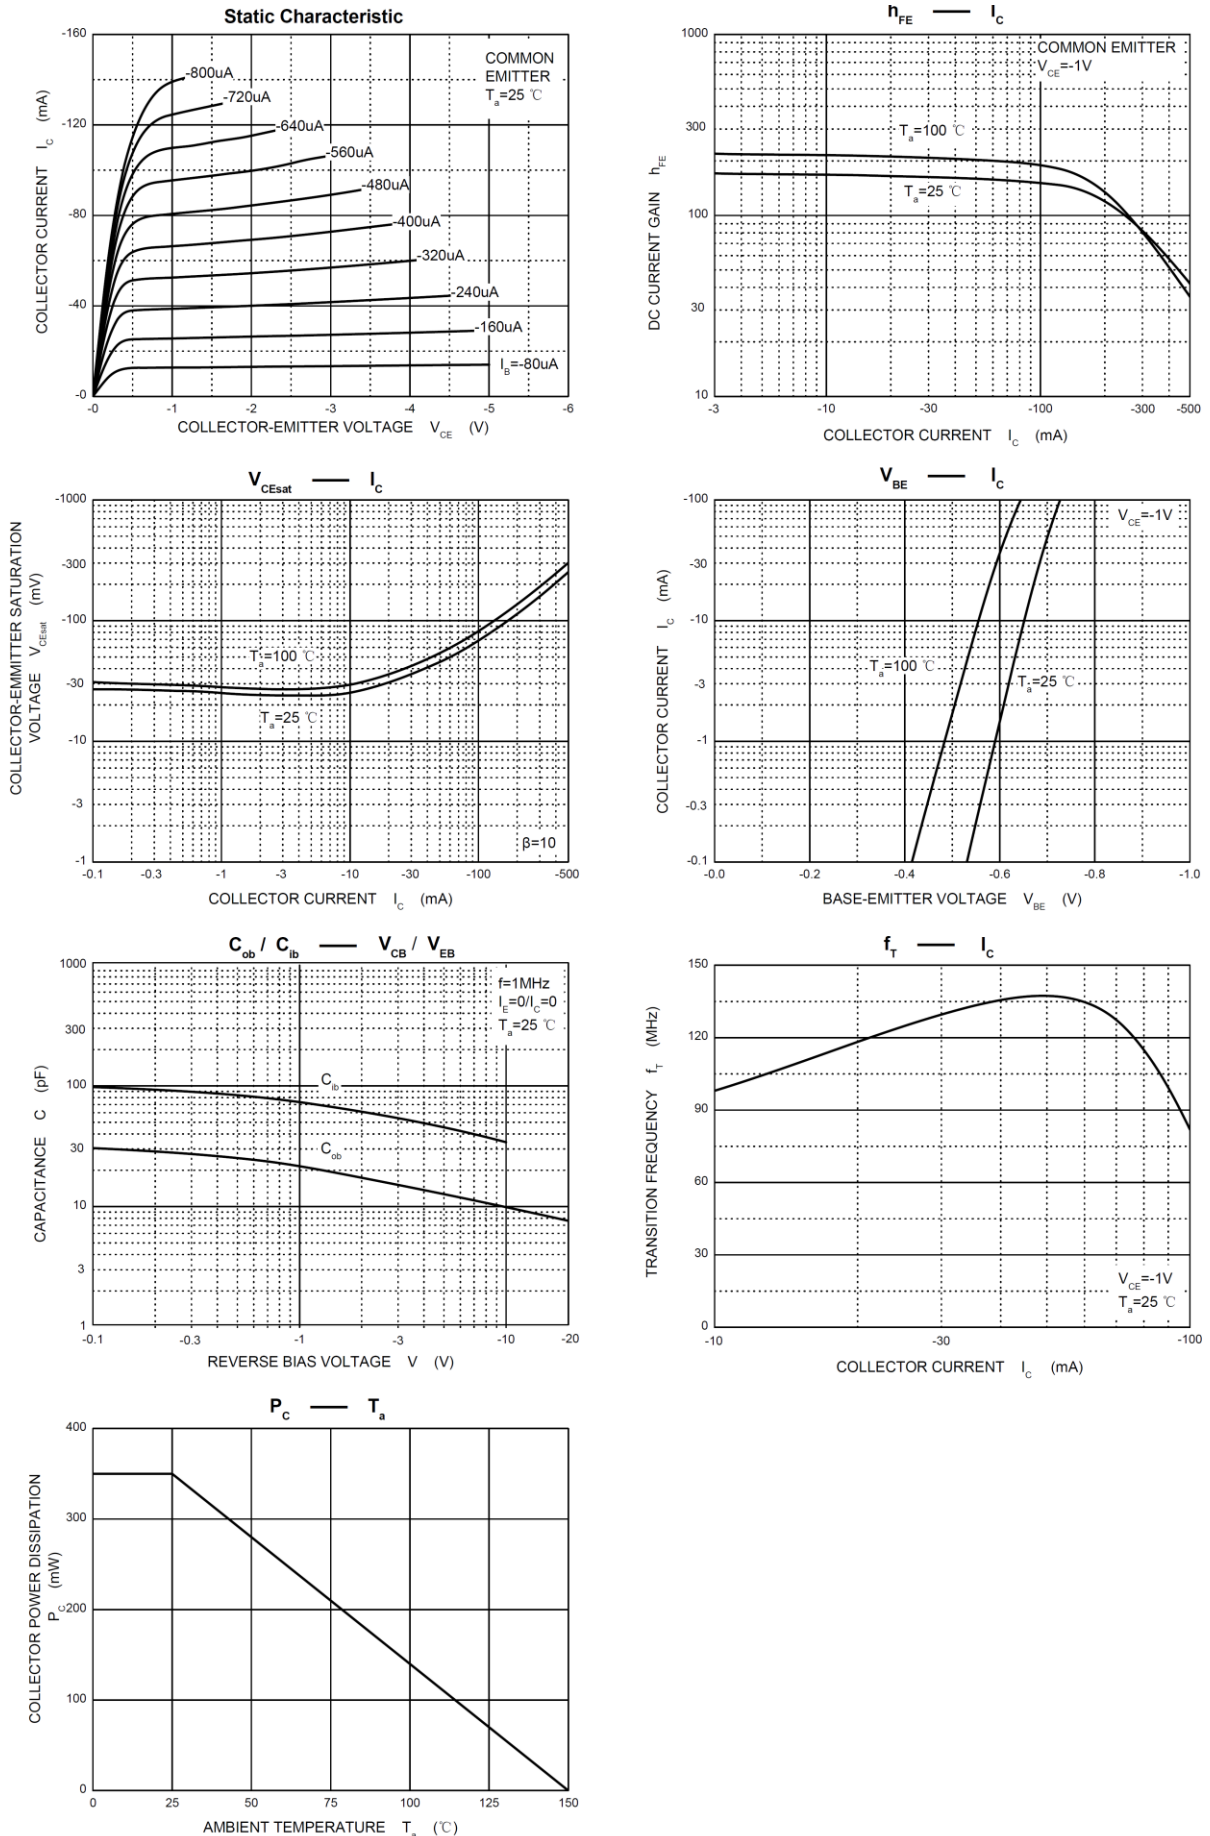 Static Characteristic
-160
-120
-80
-40
-0
COLLECTOR CURRENT I_C (mA)
COMMON
EMITTER
T_a=25 ℃
-800uA
-720uA
-640uA
-560uA
-480uA
-400uA
-320uA
-240uA
-160uA
I_B=-80uA
-0 -1 -2 -3 -4 -5 -6
COLLECTOR-EMITTER VOLTAGE V_CE (V)
h_FE — I_C
1000
300
100
30
10
DC CURRENT GAIN h_FE
COMMON EMITTER
V_CE=-1V
T_a=100 ℃
T_a=25 ℃
-3 -10 -30 -100 -300 -500
COLLECTOR CURRENT I_C (mA)
V_CEsat — I_C
-1000
-300
-100
-30
-10
-3
-1
COLLECTOR-EMMITTER SATURATION
VOLTAGE V_CEsat (mV)
T_a=100 ℃
T_a=25 ℃
β=10
-0.1 -0.3 -1 -3 -10 -30 -100 -500
COLLECTOR CURRENT I_C (mA)
V_BE — I_C
-100
-30
-10
-3
-1
-0.3
-0.1
COLLECTOR CURRENT I_C (mA)
V_CE=-1V
T_a=100 ℃
T_a=25 ℃
-0.0 -0.2 -0.4 -0.6 -0.8 -1.0
BASE-EMITTER VOLTAGE V_BE (V)
C_ob / C_ib — V_CB / V_EB
1000
300
100
30
10
3
1
CAPACITANCE C (pF)
f=1MHz
I_E=0/I_C=0
T_a=25 ℃
C_ib
C_ob
-0.1 -0.3 -1 -3 -10 -20
REVERSE BIAS VOLTAGE V (V)
f_T — I_C
150
120
90
60
30
0
TRANSITION FREQUENCY f_T (MHz)
V_CE=-1V
T_a=25 ℃
-10 -30 -100
COLLECTOR CURRENT I_C (mA)
P_C — T_a
400
300
200
100
0
COLLECTOR POWER DISSIPATION
P_C (mW)
0 25 50 75 100 125 150
AMBIENT TEMPERATURE T_a (℃)